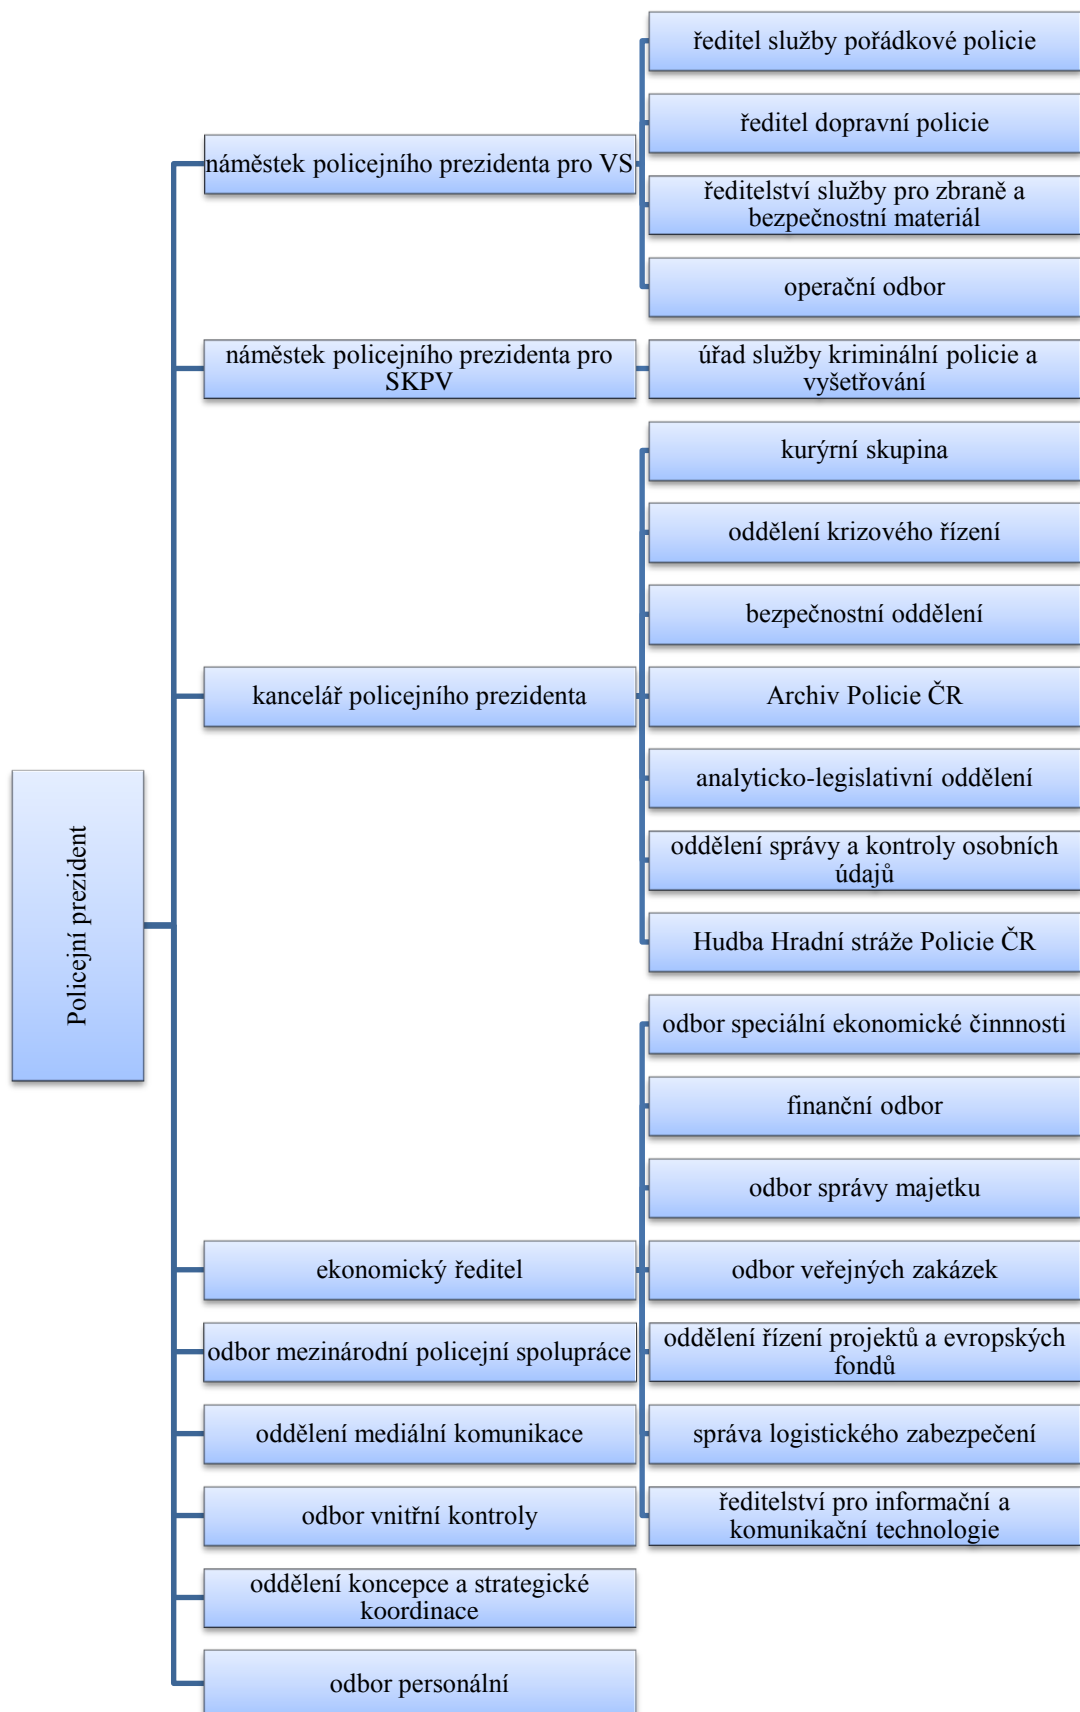 Policejní prezident
náměstek policejního prezidenta pro VS
ředitel služby pořádkové policie
ředitel dopravní policie
ředitelství služby pro zbraně a
bezpečnostní materiál
operační odbor
náměstek policejního prezidenta pro
SKPV
úřad služby kriminální policie a
vyšetřování
kancelář policejního prezidenta
kurýrní skupina
oddělení krizového řízení
bezpečnostní oddělení
Archiv Policie ČR
analyticko-legislativní oddělení
oddělení správy a kontroly osobních
údajů
Hudba Hradní stráže Policie ČR
ekonomický ředitel
odbor speciální ekonomické činnnosti
finanční odbor
odbor správy majetku
odbor veřejných zakázek
oddělení řízení projektů a evropských
fondů
správa logistického zabezpečení
ředitelství pro informační a
komunikační technologie
odbor mezinárodní policejní spolupráce
oddělení mediální komunikace
odbor vnitřní kontroly
oddělení koncepce a strategické
koordinace
odbor personální